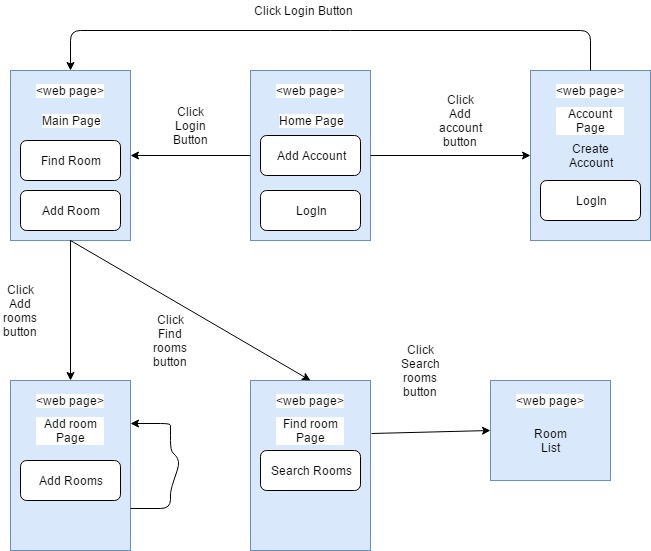 Click Login Button
<web page>
Main Page
Find Room
Add Room
Click
Login
Button
<web page>
Home Page
Add Account
LogIn
Click
Add
account
button
<web page>
Account
Page
Create
Account
LogIn
Click
Add
rooms
button
Click
Find
rooms
button
<web page>
Add room
Page
Add Rooms
<web page>
Find room
Page
Search Rooms
Click
Search
rooms
button
<web page>
Room
List